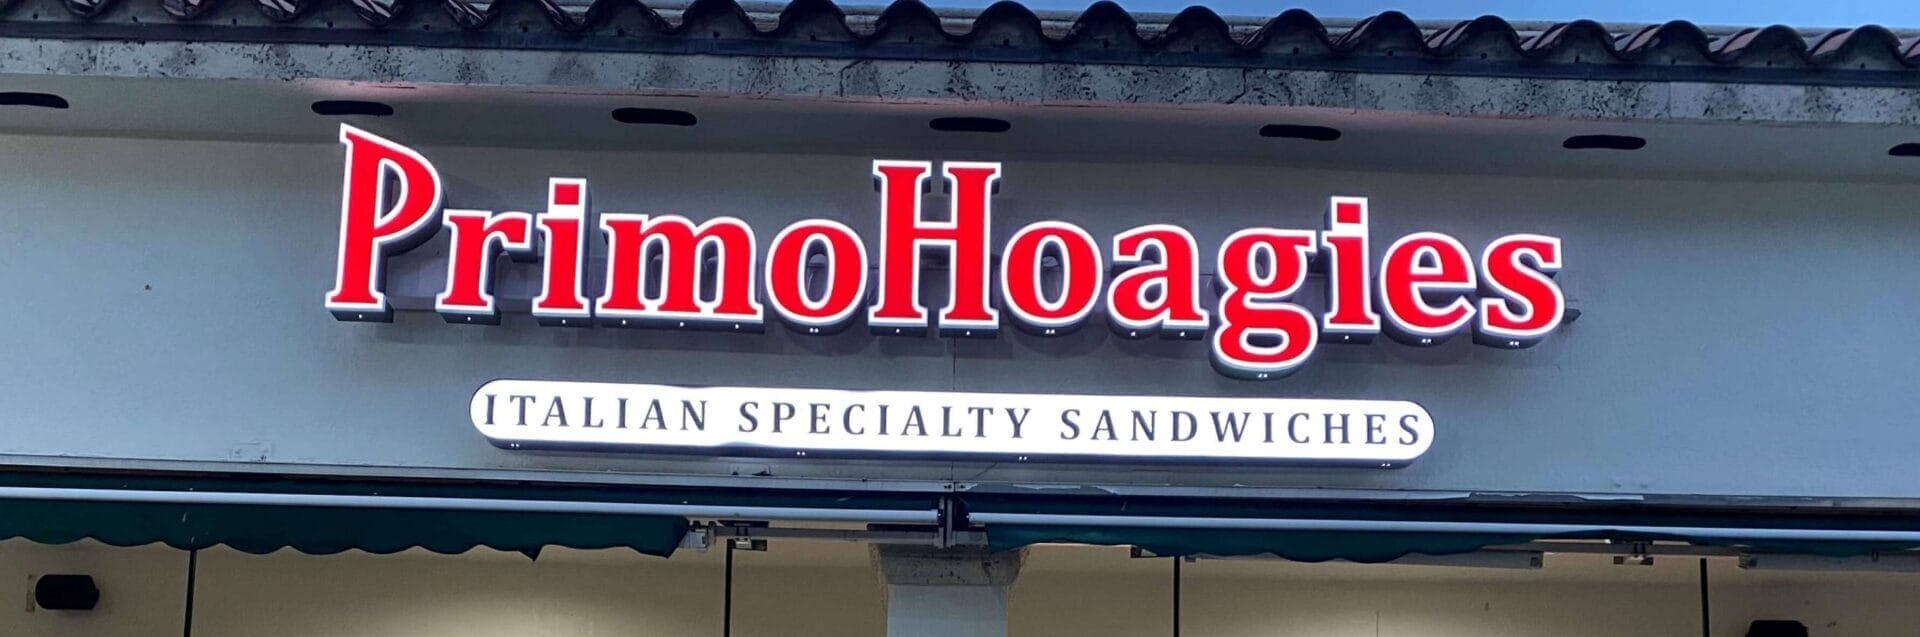 PrimoHoagies
ITALIAN SPECIALTY SANDWICHES